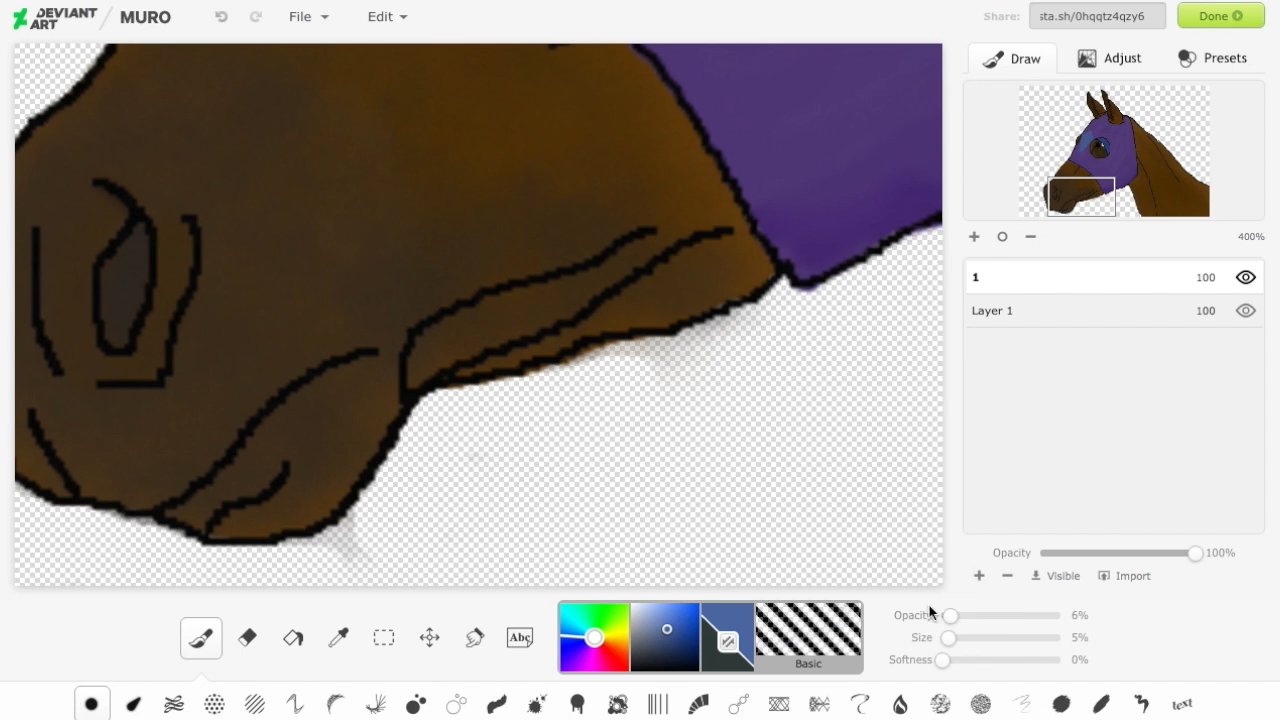 DEVIANT ART MURO File Edit Share: sta.sh/0hqqtz4qzy6 Done
Draw Adjust Presets
400%
1 100
Layer 1 100
Opacity 100%
Visible Import
Opacity 6%
Size 5%
Softness 0%
Abc
Basic
text